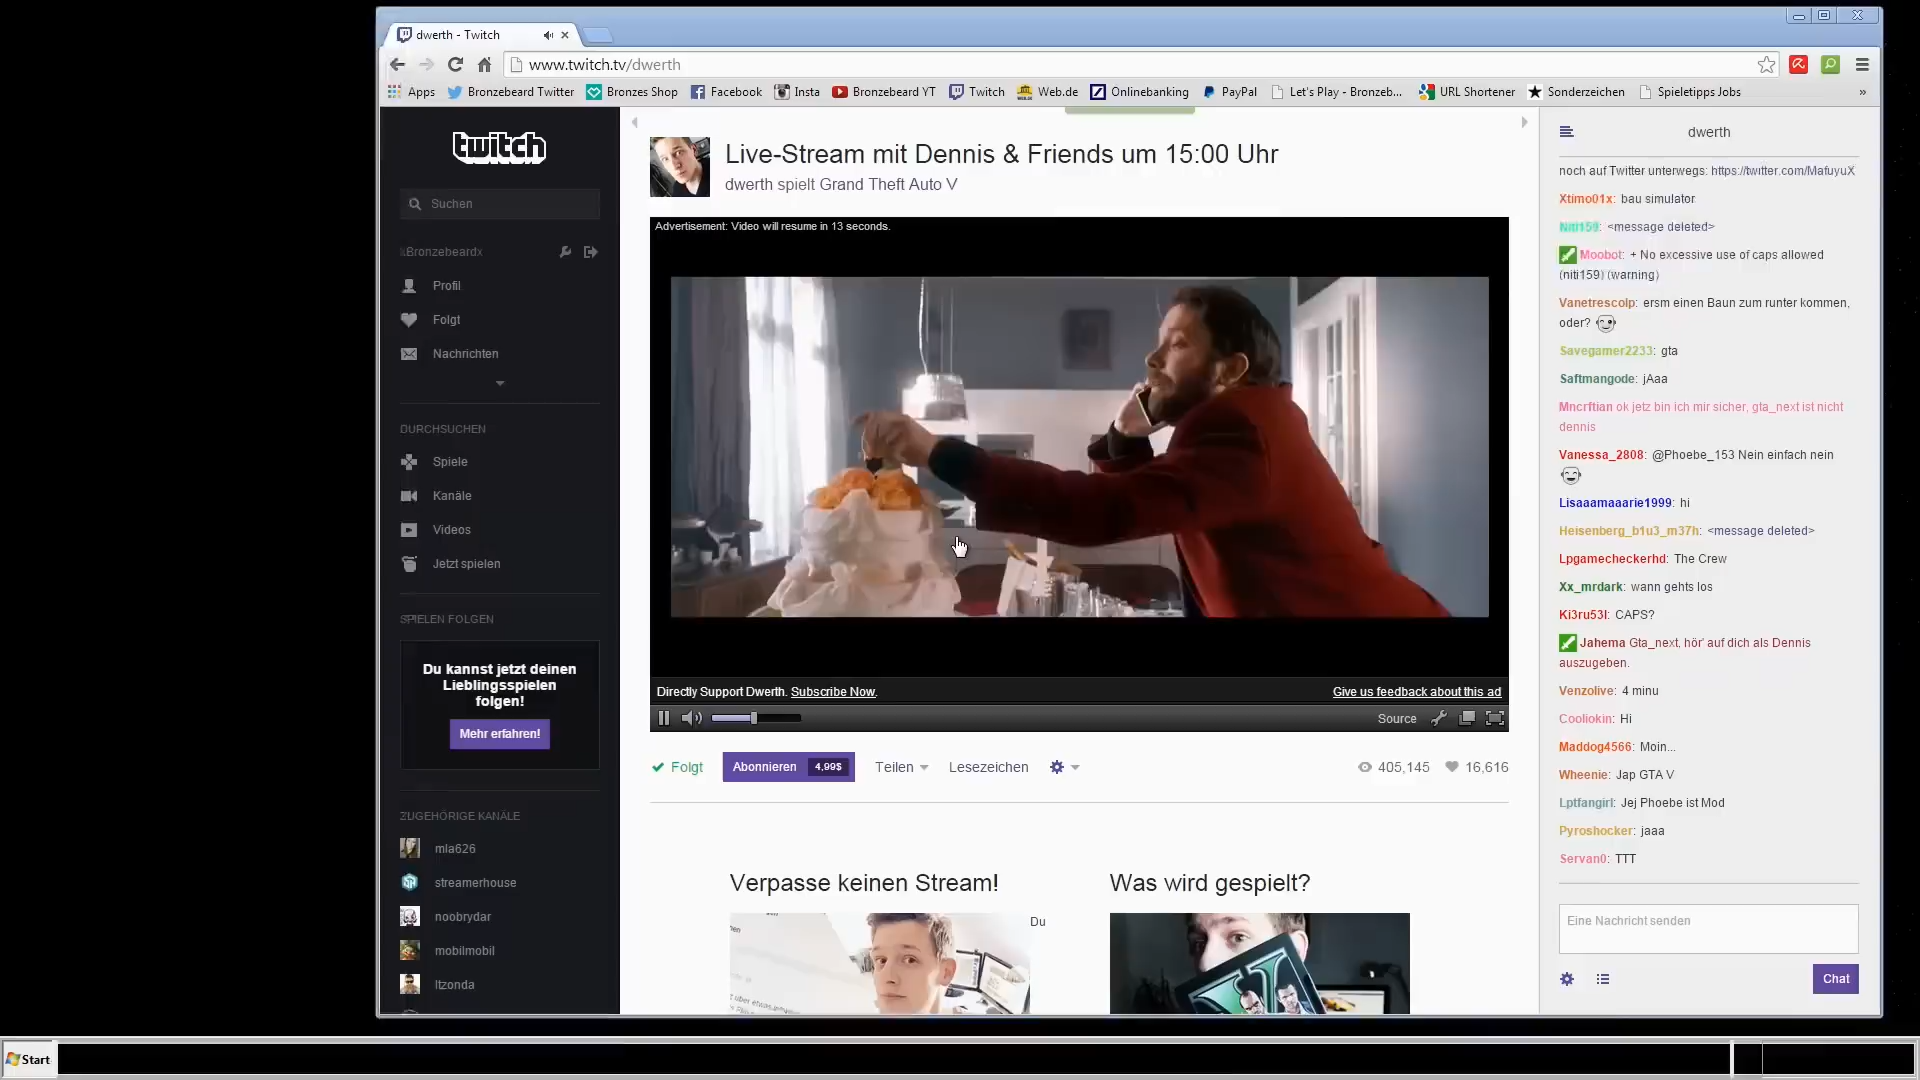 dwerth - Twitch
www.twitch.tv/dwerth
Apps
Bronzebeard Twitter
Bronzes Shop
Facebook
Insta
Bronzebeard YT
Twitch
Web.de
Onlinebanking
PayPal
Let's Play - Bronzeb...
URL Shortener
Sonderzeichen
Spieletipps Jobs
»
twitch
Suchen
Bronzebeardx
Profil
Folgt
Nachrichten
DURCHSUCHEN
Spiele
Kanäle
Videos
Jetzt spielen
SPIELEN FOLGEN
Du kannst jetzt deinen
Lieblingsspielen
folgen!
Mehr erfahren!
ZUGEHÖRIGE KANÄLE
mla626
streamerhouse
noobrydar
mobilmobil
ltzonda
Live-Stream mit Dennis & Friends um 15:00 Uhr
dwerth spielt Grand Theft Auto V
Advertisement: Video will resume in 13 seconds.
Directly Support Dwerth. Subscribe Now.
Give us feedback about this ad
Source
Folgt
Abonnieren 4,99$
Teilen
Lesezeichen
405,145
16,616
Verpasse keinen Stream!
Du
Was wird gespielt?
dwerth
noch auf Twitter unterwegs: https://twitter.com/MafuyuX
Xtimo01x: bau simulator
Niti159: <message deleted>
Moobot: + No excessive use of caps allowed
(niti159) (warning)
Vanetrescolp: ersm einen Baun zum runter kommen,
oder?
Savegamer2233: gta
Saftmangode: jAaa
Mncrftian ok jetz bin ich mir sicher, gta_next ist nicht
dennis
Vanessa_2808: @Phoebe_153 Nein einfach nein
Lisaaamaaarie1999: hi
Heisenberg_b1u3_m37h: <message deleted>
Lpgamecheckerhd: The Crew
Xx_mrdark: wann gehts los
Ki3ru53l: CAPS?
Jahema Gta_next, hör' auf dich als Dennis
auszugeben.
Venzolive: 4 minu
Cooliokin: Hi
Maddog4566: Moin...
Wheenie: Jap GTA V
Lptfangirl: Jej Phoebe ist Mod
Pyroshocker: jaaa
Servan0: TTT
Eine Nachricht senden
Chat
Start